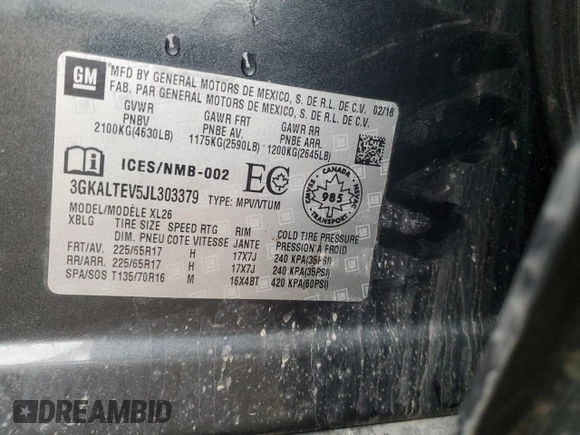 GM
MFD BY GENERAL MOTORS DE MEXICO, S. DE R.L. DE C.V. 02/18
FAB. PAR GENERAL MOTORS DE MEXICO, S. DE R.L. DE C.V.
GVWR GAWR FRT GAWR RR
PNBV PNBE AV. PNBE ARR.
2100KG(4630LB) 1175KG(2590LB) 1200KG(2645LB)
ICES/NMB-002 EC
CANADA
CMVSS NSVAC
985
TRANSPORT
3GKALTEV5JL303379 TYPE: MPV/VTUM
MODEL/MODÈLE XL26
XBLG TIRE SIZE SPEED RTG RIM COLD TIRE PRESSURE
DIM. PNEU COTE VITESSE JANTE PRESSION À FROID
FRT/AV. 225/65R17 H 17X7J 240 KPA(35PSI)
RR/ARR. 225/65R17 H 17X7J 240 KPA(35PSI)
SPA/SOS T135/70R16 M 16X4BT 420 KPA(60PSI)
DREAMBID